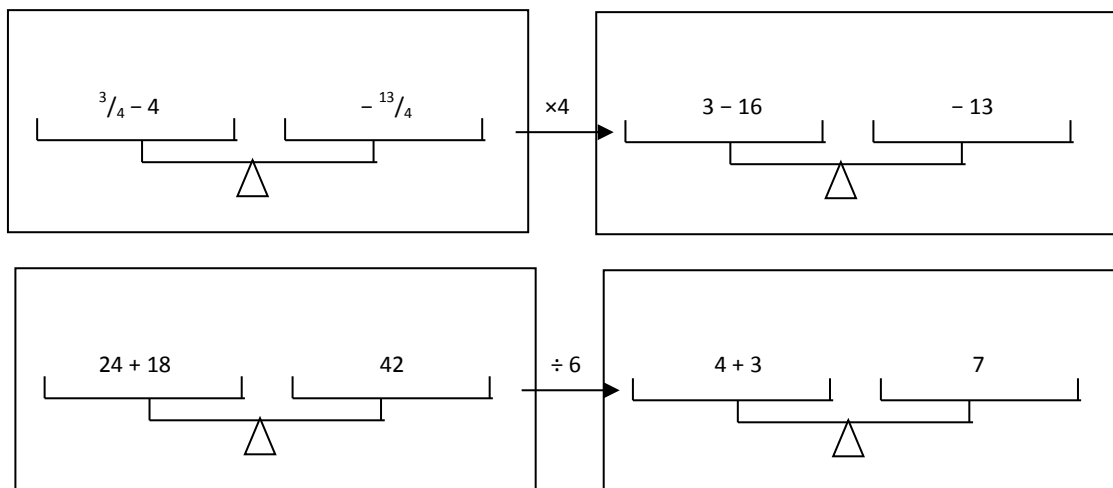 ³/₄ – 4 – ¹³/₄ ×4 3 – 16 – 13
24 + 18 42 ÷ 6 4 + 3 7